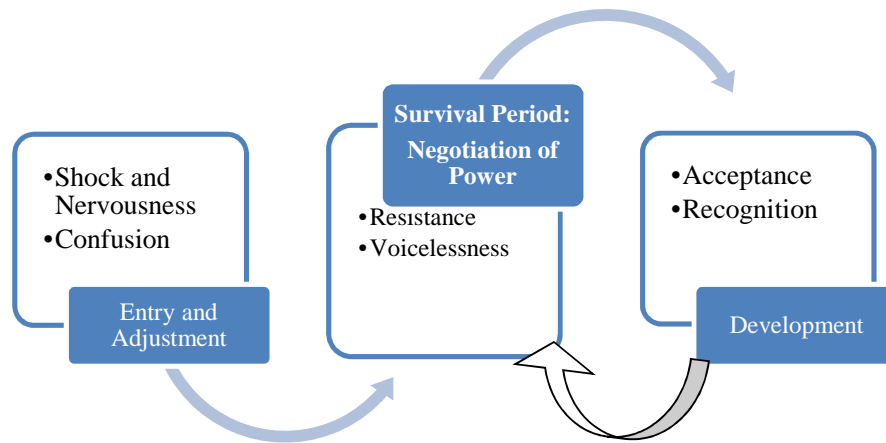 •Shock and
Nervousness
•Confusion
Entry and
Adjustment
Survival Period:
Negotiation of
Power
•Resistance
•Voicelessness
•Acceptance
•Recognition
Development